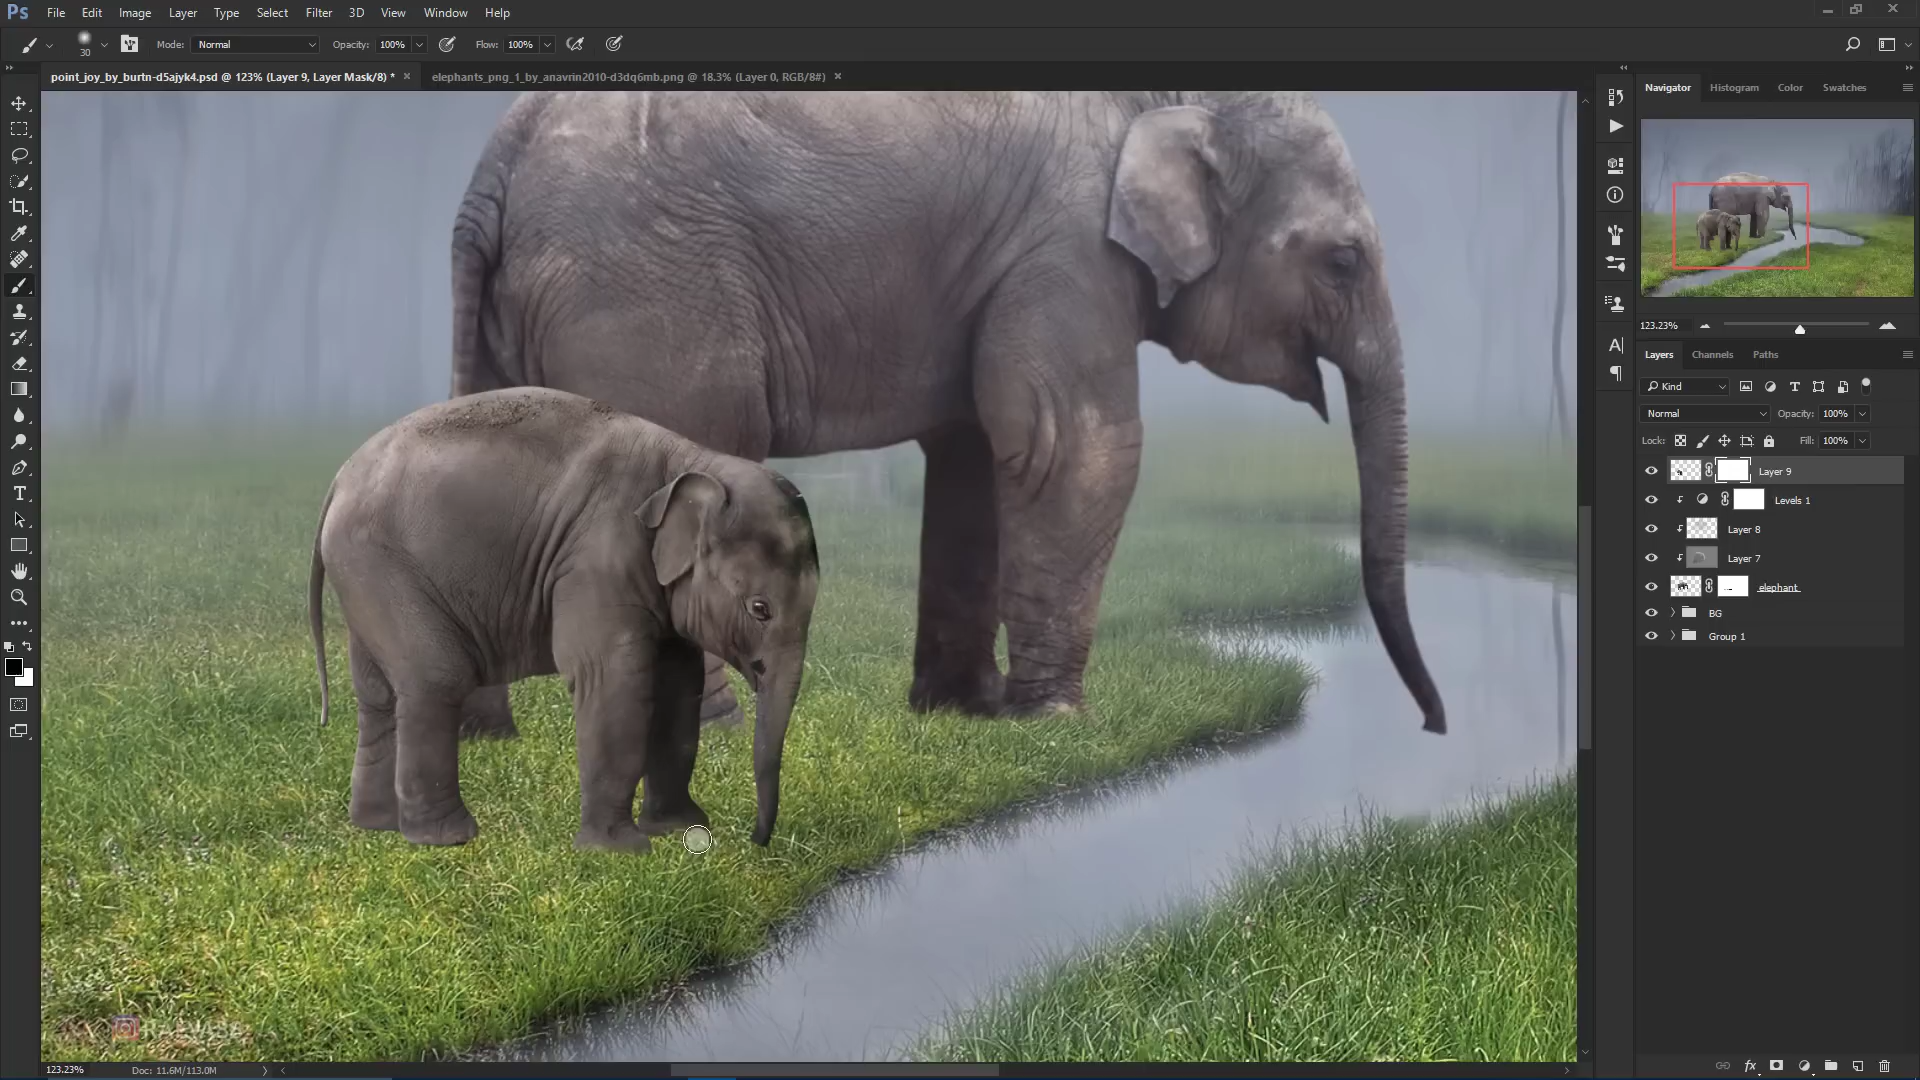 Ps File Edit Image Layer Type Select Filter 3D View Window Help
30 Mode: Normal Opacity: 100% Flow: 100%
point_joy_by_burtn-d5ajyk4.psd @ 123% (Layer 9, Layer Mask/8) * × elephants_png_1_by_anavrin2010-d3dq6mb.png @ 18.3% (Layer 0, RGB/8#) ×
Navigator Histogram Color Swatches
123.23%
Layers Channels Paths
Kind
Normal Opacity: 100%
Lock: Fill: 100%
Layer 9
Levels 1
Layer 8
Layer 7
elephant
BG
Group 1
123.23% Doc: 11.6M/113.0M